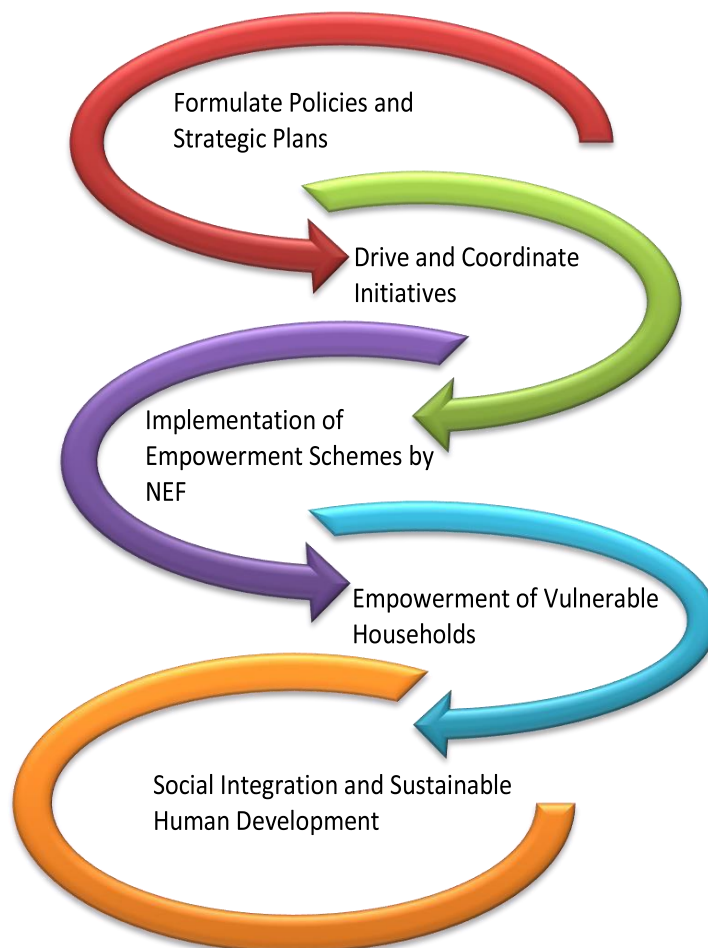 Formulate Policies and
Strategic Plans
Drive and Coordinate
Initiatives
Implementation of
Empowerment Schemes by
NEF
Empowerment of Vulnerable
Households
Social Integration and Sustainable
Human Development